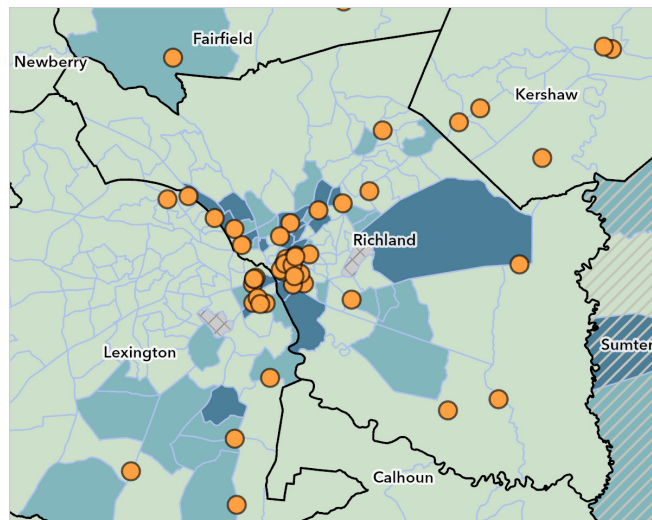 Fairfield
Newberry
Kershaw
Richland
Sumter
Lexington
Calhoun